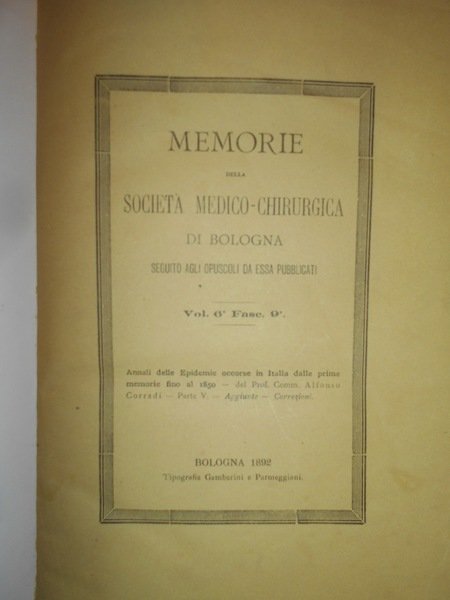 MEMORIE
DELLA
SOCIETÀ MEDICO-CHIRURGICA
DI BOLOGNA
SEGUITO AGLI OPUSCOLI DA ESSA PUBBLICATI
Vol. 6° Fasc. 9°.
Annali delle Epidemie occorse in Italia dalle prime
memorie fino al 1850 — del Prof. Comm. Alfonso
Corradi — Parte V. — Aggiunte — Correzioni.
BOLOGNA 1892
Tipografia Gamberini e Parmeggiani.